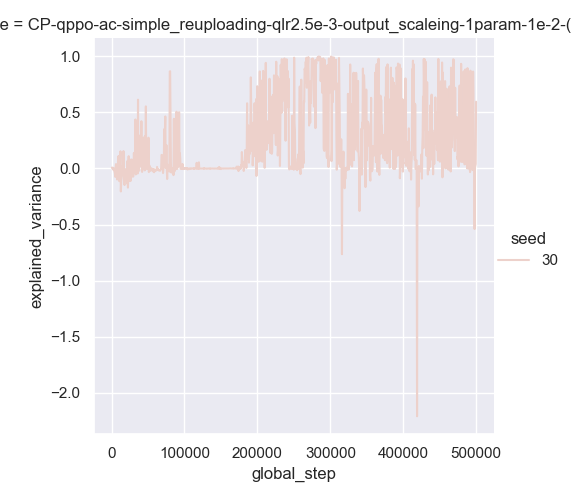 e = CP-qppo-ac-simple_reuploading-qlr2.5e-3-output_scaleing-1param-1e-2-(
1.0
0.5
0.0
−0.5
−1.0
−1.5
−2.0
explained_variance
0 100000 200000 300000 400000 500000
global_step
seed
30